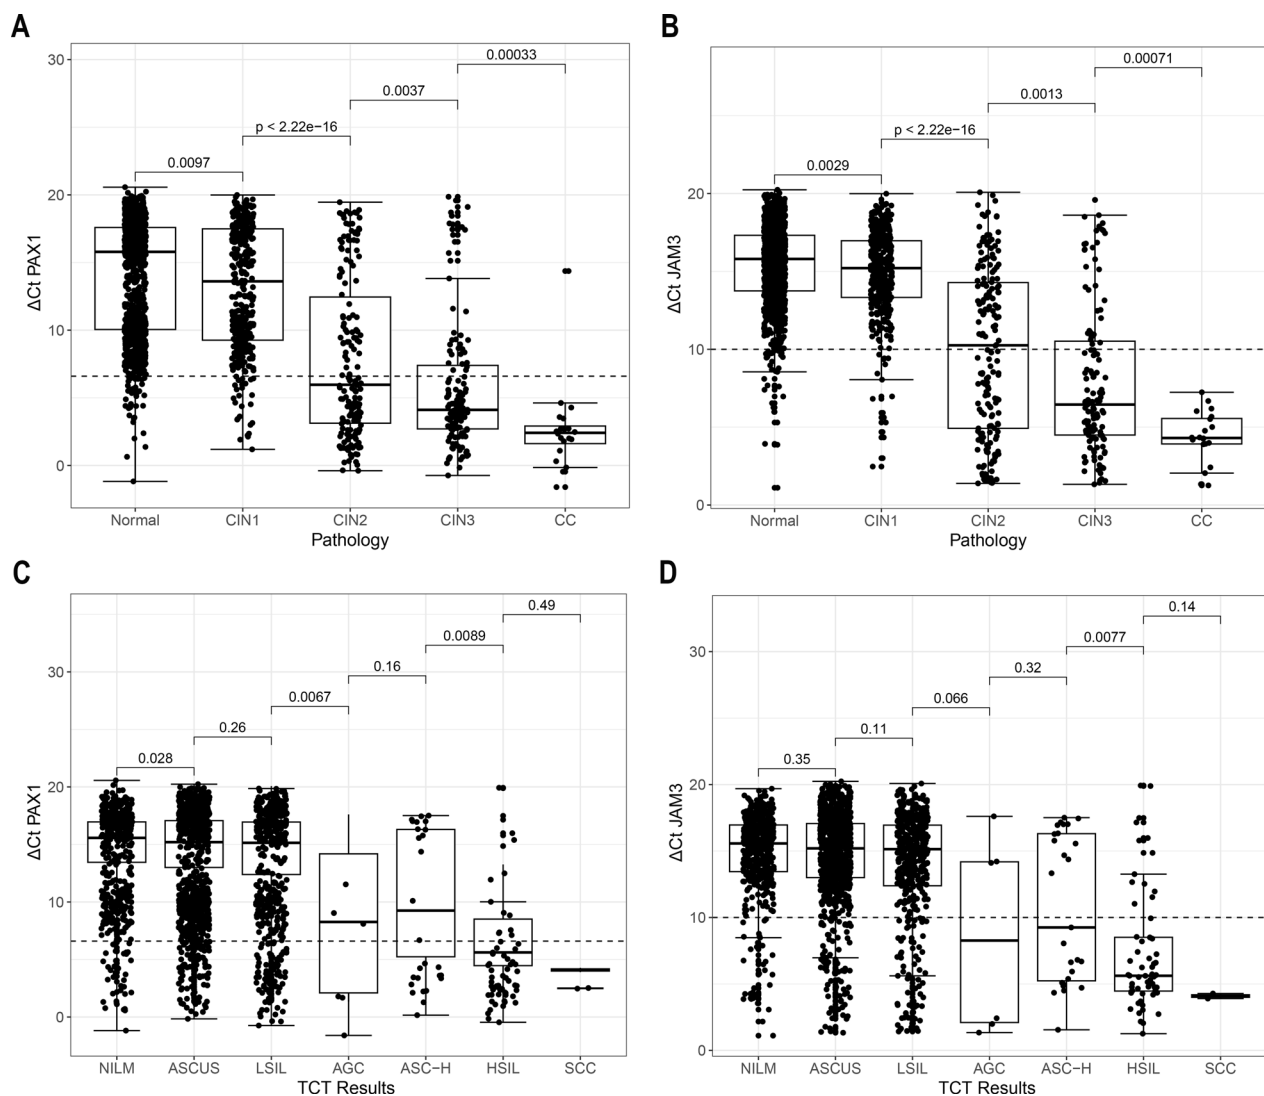 A
ΔCt PAX1
30
20
10
0
0.0097
p < 2.22e−16
0.0037
0.00033
Normal CIN1 CIN2 CIN3 CC
Pathology
B
ΔCt JAM3
20
10
0
0.0029
p < 2.22e−16
0.0013
0.00071
Normal CIN1 CIN2 CIN3 CC
Pathology
C
ΔCt PAX1
30
20
10
0
0.028
0.26
0.0067
0.16
0.0089
0.49
NILM ASCUS LSIL AGC ASC−H HSIL SCC
TCT Results
D
ΔCt JAM3
30
20
10
0
0.35
0.11
0.066
0.32
0.0077
0.14
NILM ASCUS LSIL AGC ASC−H HSIL SCC
TCT Results